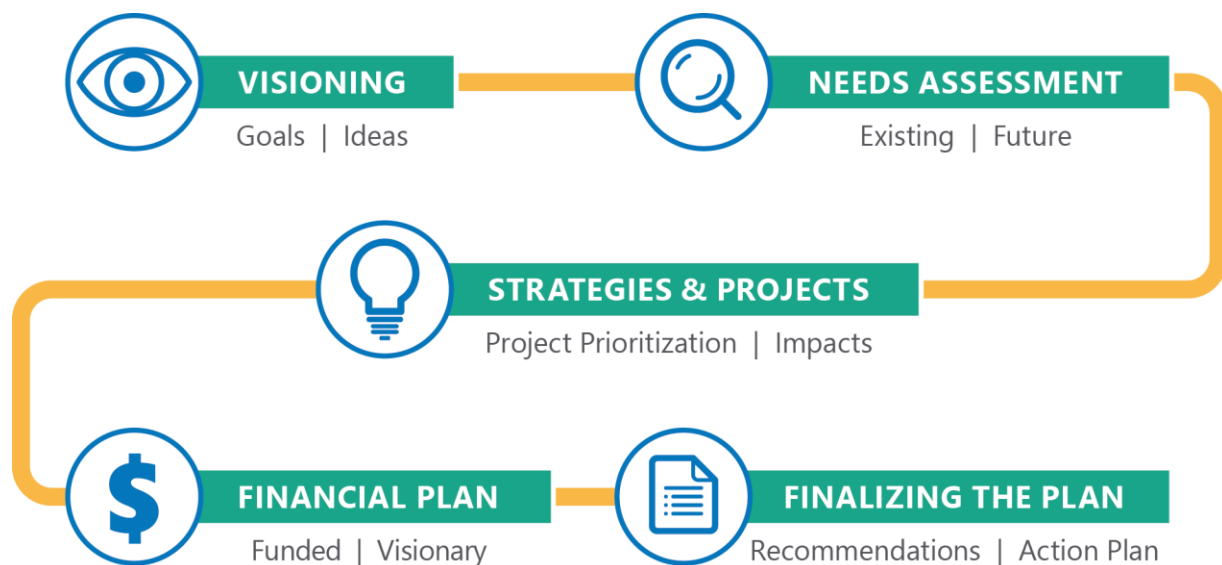 VISIONING
Goals | Ideas
NEEDS ASSESSMENT
Existing | Future
STRATEGIES & PROJECTS
Project Prioritization | Impacts
$
FINANCIAL PLAN
Funded | Visionary
FINALIZING THE PLAN
Recommendations | Action Plan